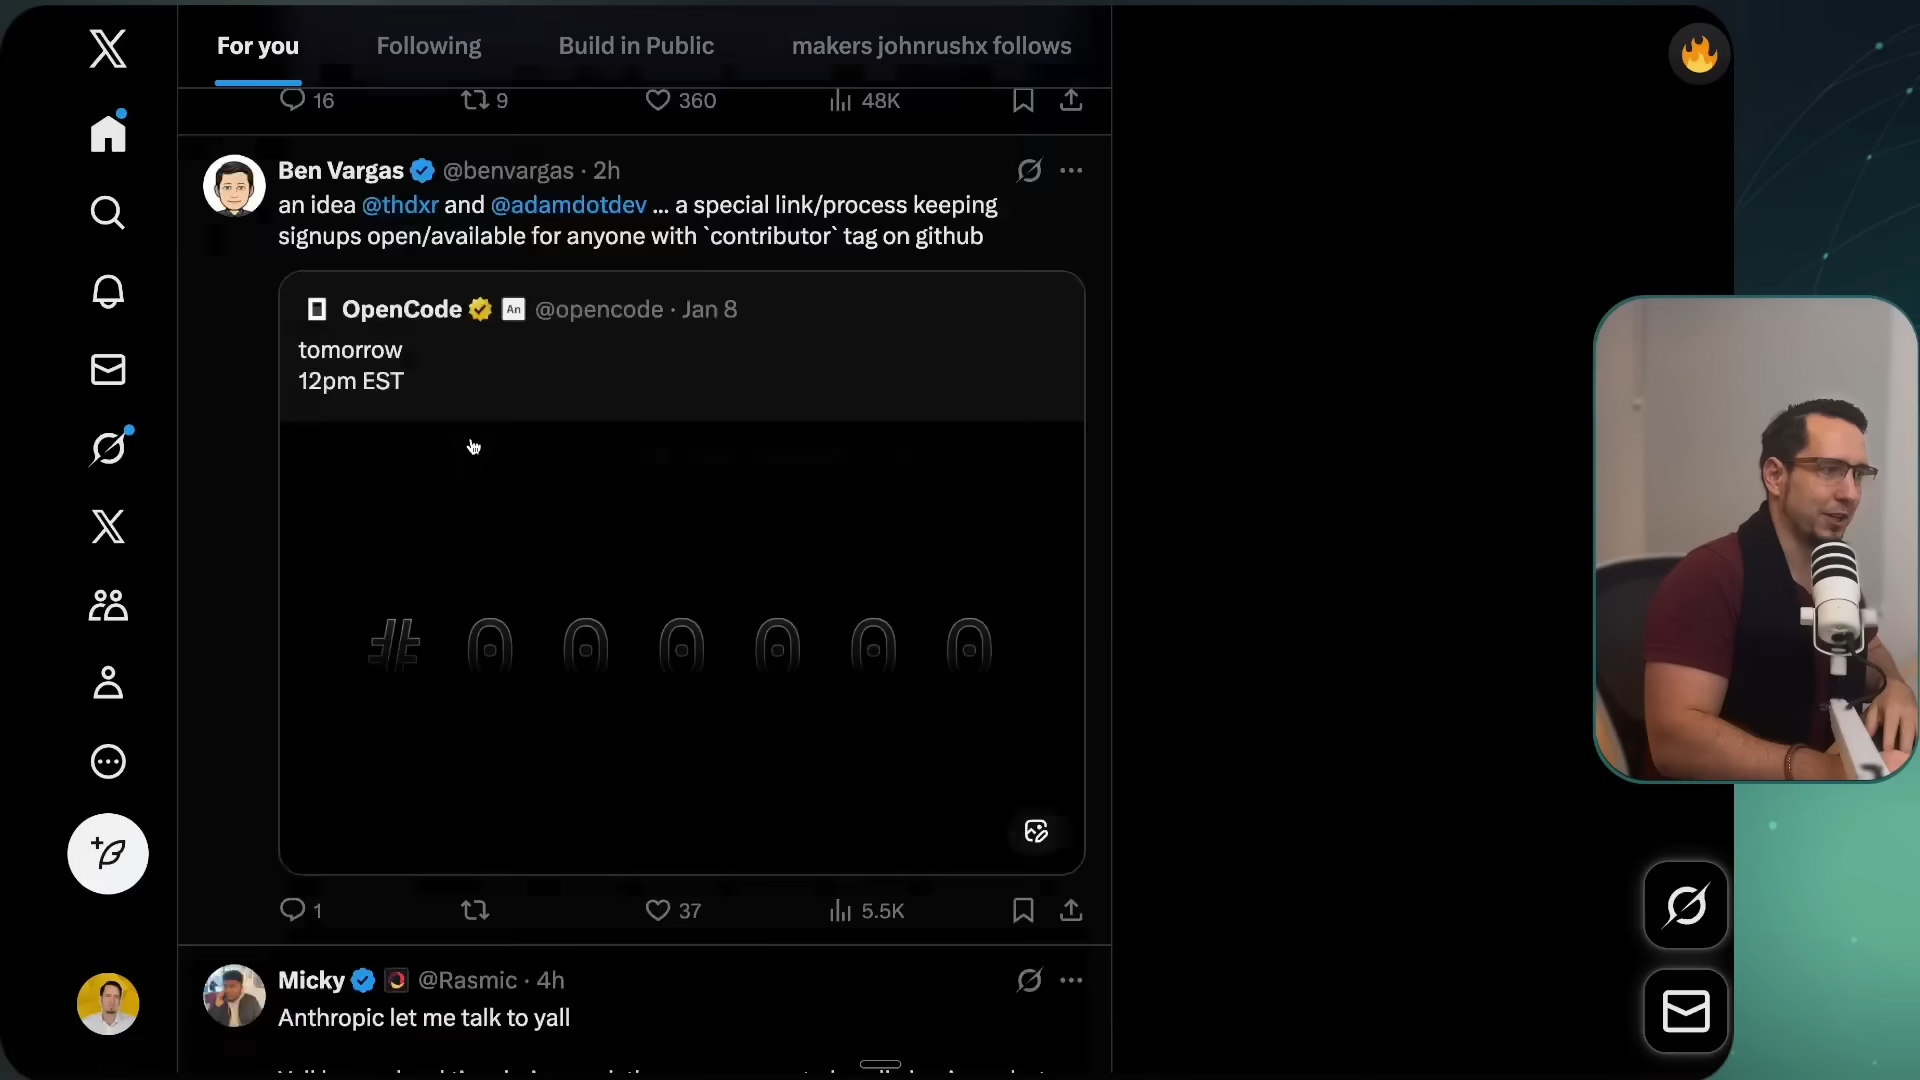 For you
Following
Build in Public
makers johnrushx follows
16
9
360
48K
Ben Vargas @benvargas · 2h
an idea @thdxr and @adamdotdev ... a special link/process keeping
signups open/available for anyone with `contributor` tag on github
OpenCode An @opencode · Jan 8
tomorrow
12pm EST
#000000
1
37
5.5K
Micky @Rasmic · 4h
Anthropic let me talk to yall